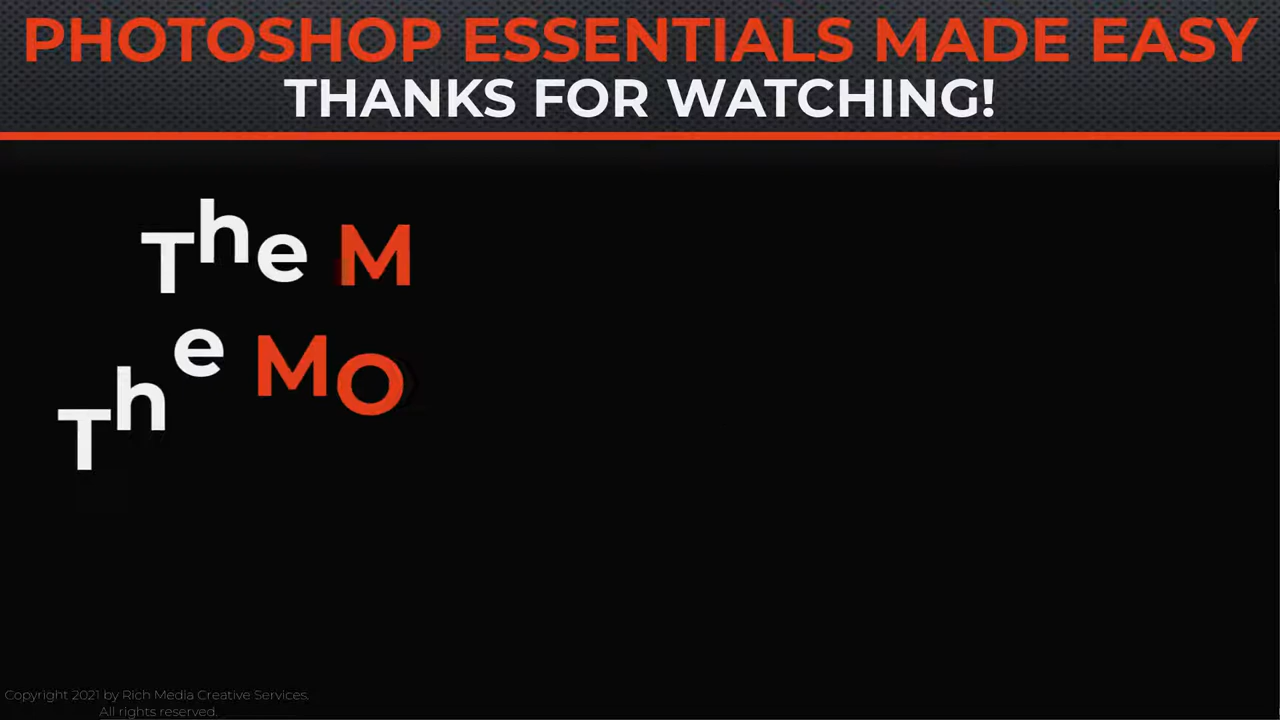 PHOTOSHOP ESSENTIALS MADE EASY
THANKS FOR WATCHING!
The M
The MO
Copyright 2021 by Rich Media Creative Services.
All rights reserved.